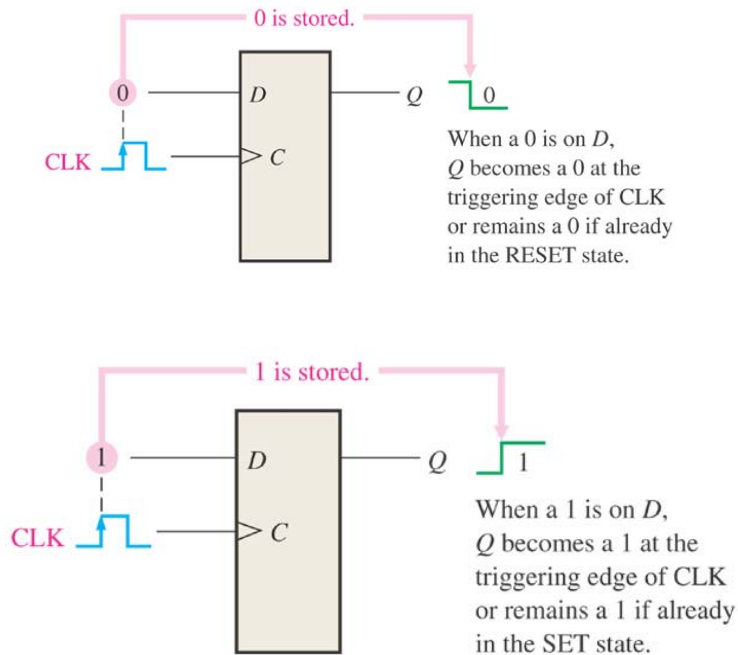 0 is stored.
0
D
Q
0
CLK
C
When a 0 is on D,
Q becomes a 0 at the
triggering edge of CLK
or remains a 0 if already
in the RESET state.
1 is stored.
1
D
Q
1
CLK
C
When a 1 is on D,
Q becomes a 1 at the
triggering edge of CLK
or remains a 1 if already
in the SET state.